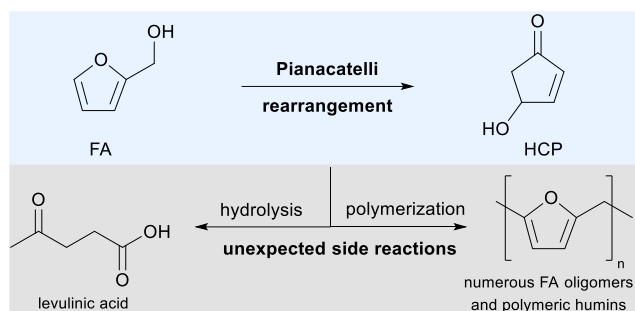 OH
O
O
Pianacatelli
rearrangement
HO
FA
HCP
O
OH
O
hydrolysis
polymerization
unexpected side reactions
O
n
levulinic acid
numerous FA oligomers
and polymeric humins